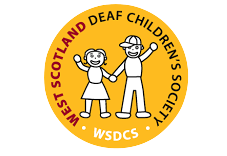 WEST SCOTLAND DEAF CHILDREN'S SOCIETY
· WSDCS ·